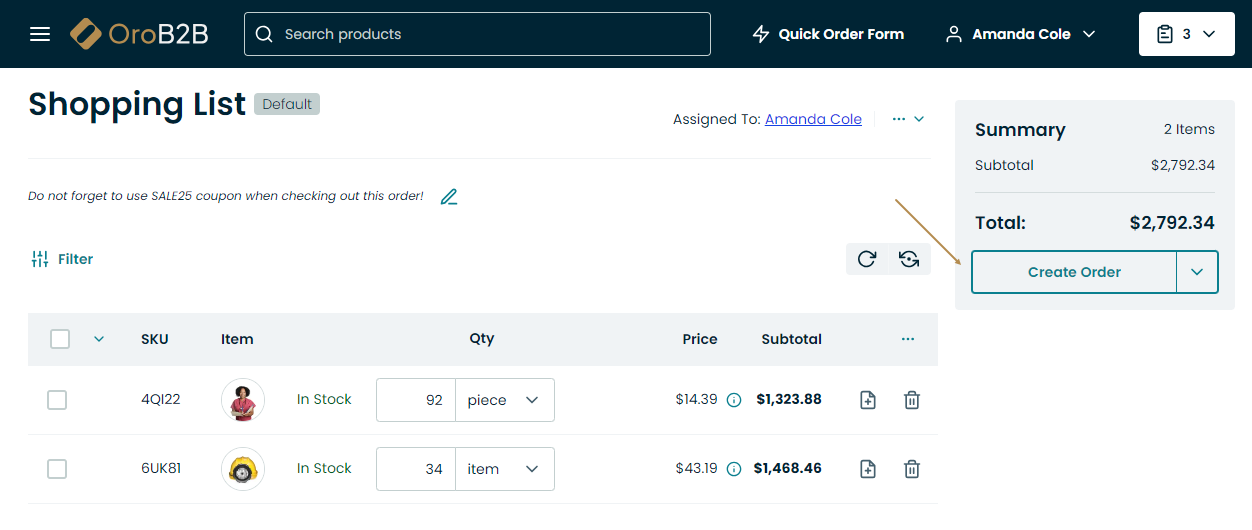 OroB2B
Search products
Quick Order Form
Amanda Cole
3
Shopping List Default
Assigned To: Amanda Cole
Do not forget to use SALE25 coupon when checking out this order!
Filter
Summary 2 Items
Subtotal $2,792.34
Total: $2,792.34
Create Order
SKU Item Qty Price Subtotal
4QI22 In Stock 92 piece $14.39 $1,323.88
6UK81 In Stock 34 item $43.19 $1,468.46